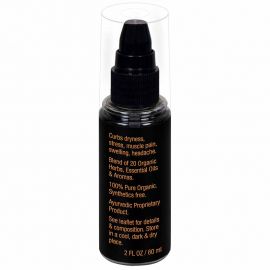 Curbs dryness,
stress, muscle pain,
swelling, headache.
Blend of 20 Organic
Herbs, Essential Oils
& Aromas.
100% Pure Organic,
Synthetics free.
Ayurvedic Proprietary
Product.
See leaflet for details
& composition. Store
in a cool, dark & dry
place.
2 FL OZ/ 60 mL